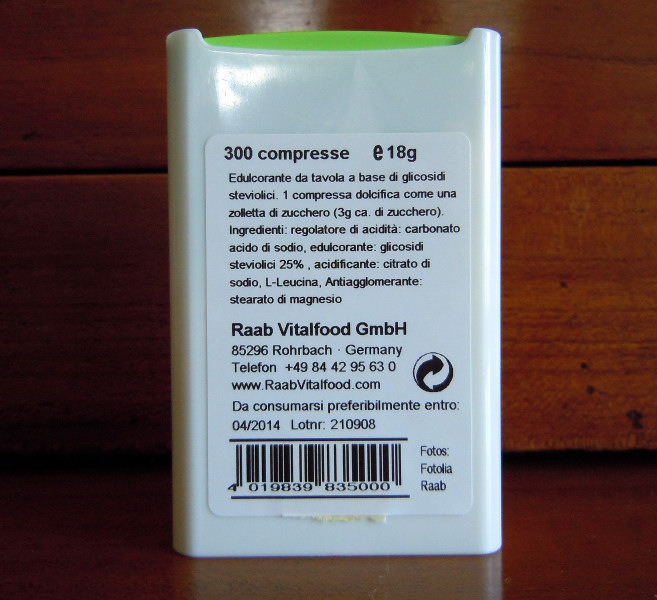 300 compresse e 18g
Edulcorante da tavola a base di glicosidi
steviolici. 1 compressa dolcifica come una
zolletta di zucchero (3g ca. di zucchero).
Ingredienti: regolatore di acidità: carbonato
acido di sodio, edulcorante: glicosidi
steviolici 25% , acidificante: citrato di
sodio, L-Leucina, Antiagglomerante:
stearato di magnesio
Raab Vitalfood GmbH
85296 Rohrbach · Germany
Telefon +49 84 42 95 63 0
www.RaabVitalfood.com
Da consumarsi preferibilmente entro:
04/2014 Lotnr: 210908
4 019839 835000
Fotos:
Fotolia
Raab